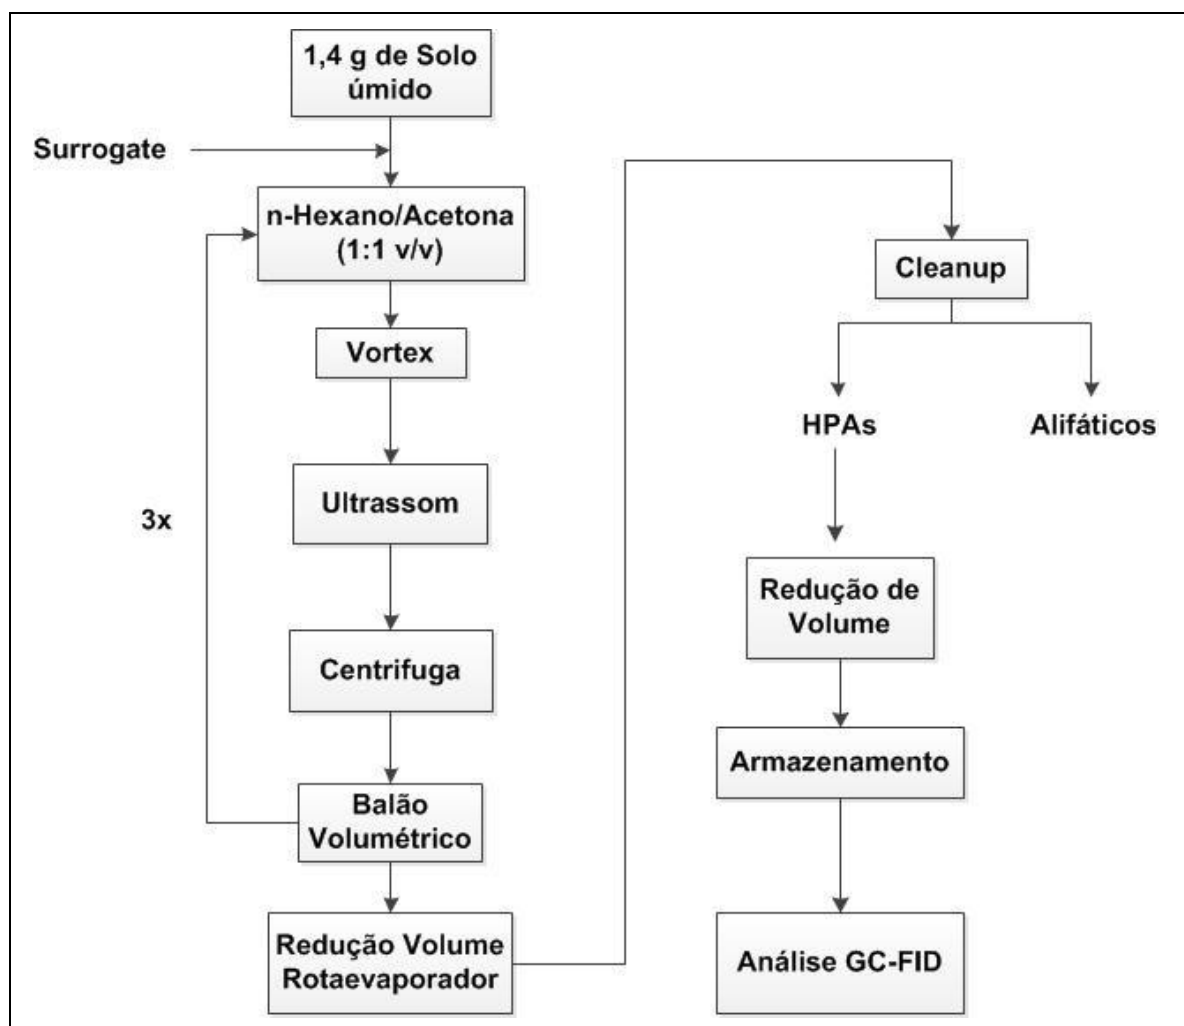 1,4 g de Solo
úmido
Surrogate
n-Hexano/Acetona
(1:1 v/v)
Vortex
Ultrassom
3x
Centrifuga
Balão
Volumétrico
Redução Volume
Rotaevaporador
Cleanup
HPAs
Alifáticos
Redução de
Volume
Armazenamento
Análise GC-FID